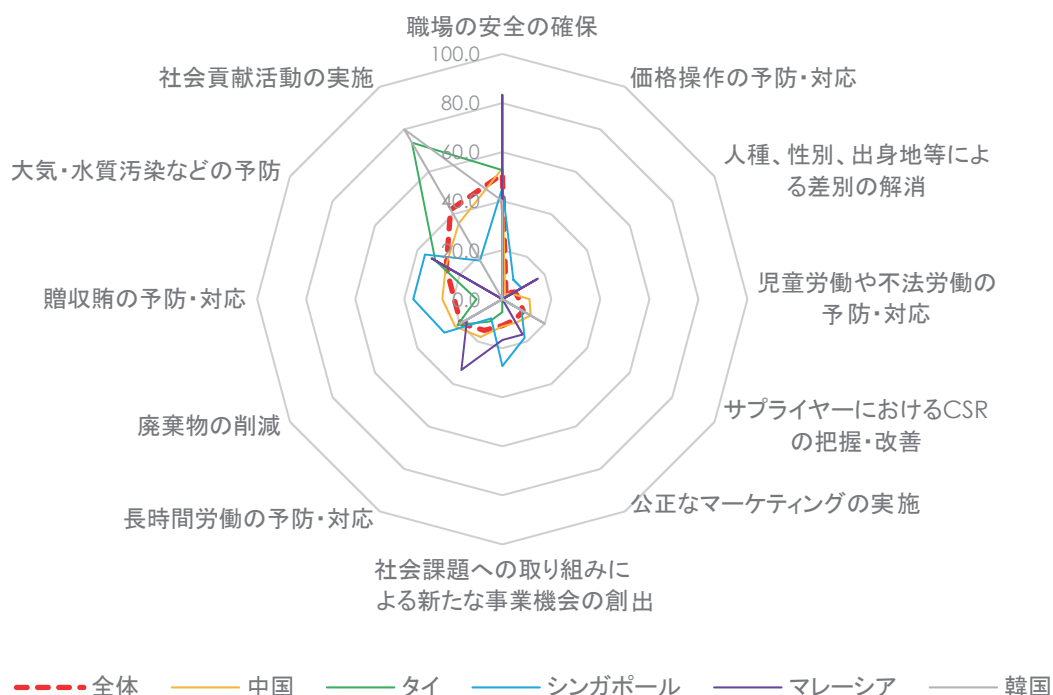 職場の安全の確保
100.0
社会貢献活動の実施
価格操作の予防・対応
80.0
大気・水質汚染などの予防
60.0
人種、性別、出身地等によ
る差別の解消
40.0
20.0
贈収賄の予防・対応
0.0
児童労働や不法労働の
予防・対応
廃棄物の削減
サプライヤーにおけるCSR
の把握・改善
長時間労働の予防・対応
公正なマーケティングの実施
社会課題への取り組みに
よる新たな事業機会の創出
全体 中国 タイ シンガポール マレーシア 韓国